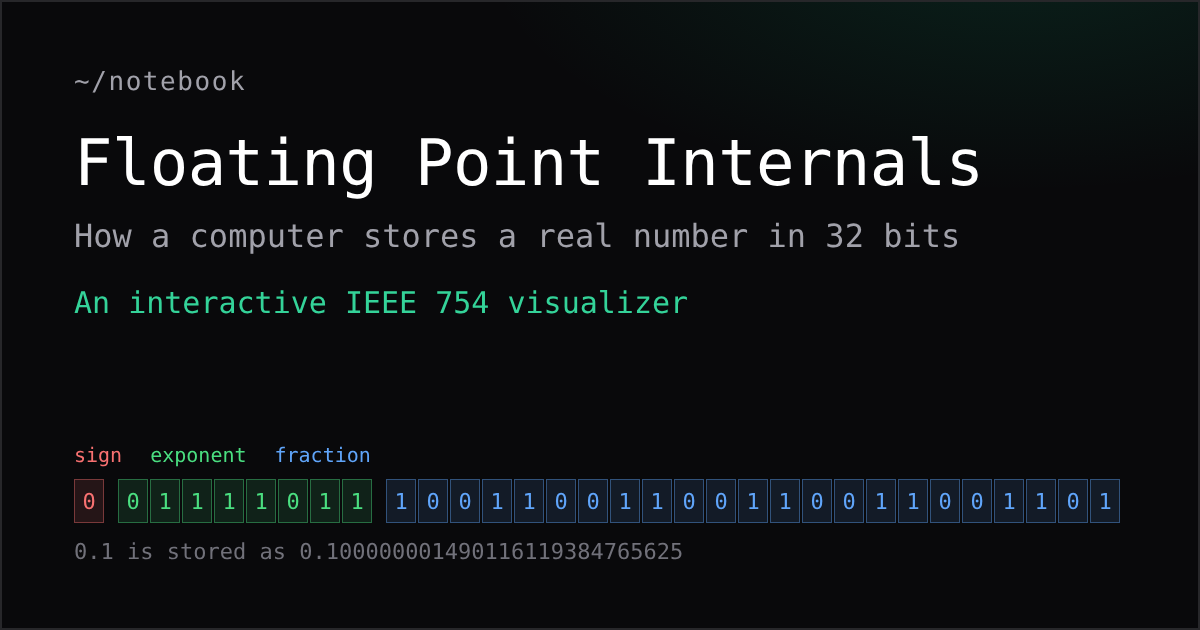 ~/notebook
Floating Point Internals
How a computer stores a real number in 32 bits
An interactive IEEE 754 visualizer
sign exponent fraction
0 0 1 1 1 1 0 1 1 1 0 0 1 1 0 0 1 1 0 0 1 1 0 0 1 1 0 0 1 1 0 1
0.1 is stored as 0.100000001490116119384765625